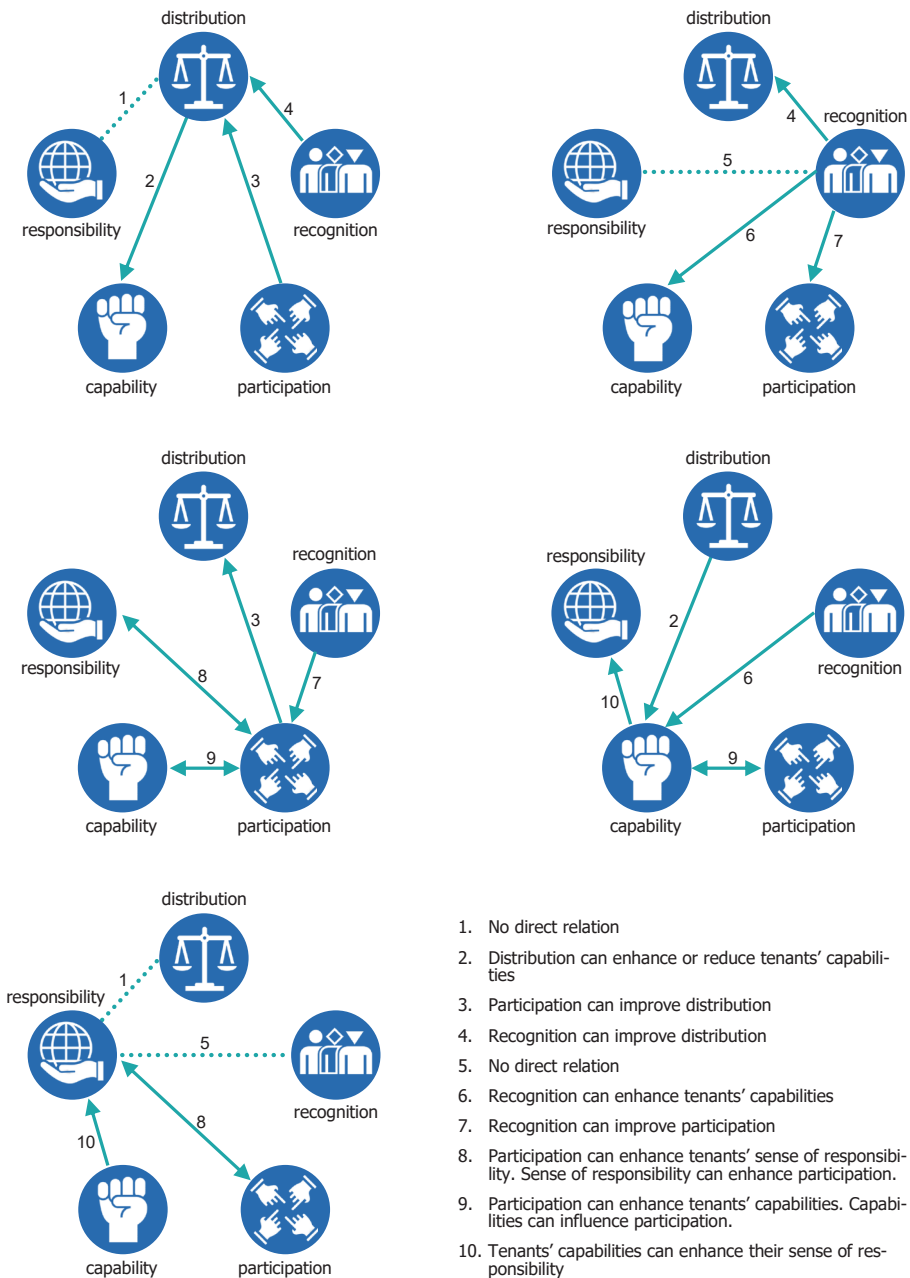 distribution
1
4
2
3
responsibility
recognition
capability
participation
distribution
4
recognition
5
responsibility
6
7
capability
participation
distribution
recognition
3
responsibility
8
7
9
capability
participation
distribution
responsibility
2
recognition
6
10
9
capability
participation
distribution
1
responsibility
5
recognition
10
8
capability
participation
1. No direct relation
2. Distribution can enhance or reduce tenants’ capabili-
ties
3. Participation can improve distribution
4. Recognition can improve distribution
5. No direct relation
6. Recognition can enhance tenants’ capabilities
7. Recognition can improve participation
8. Participation can enhance tenants’ sense of responsibi-
lity. Sense of responsibility can enhance participation.
9. Participation can enhance tenants’ capabilities. Capabi-
lities can influence participation.
10. Tenants’ capabilities can enhance their sense of res-
ponsibility